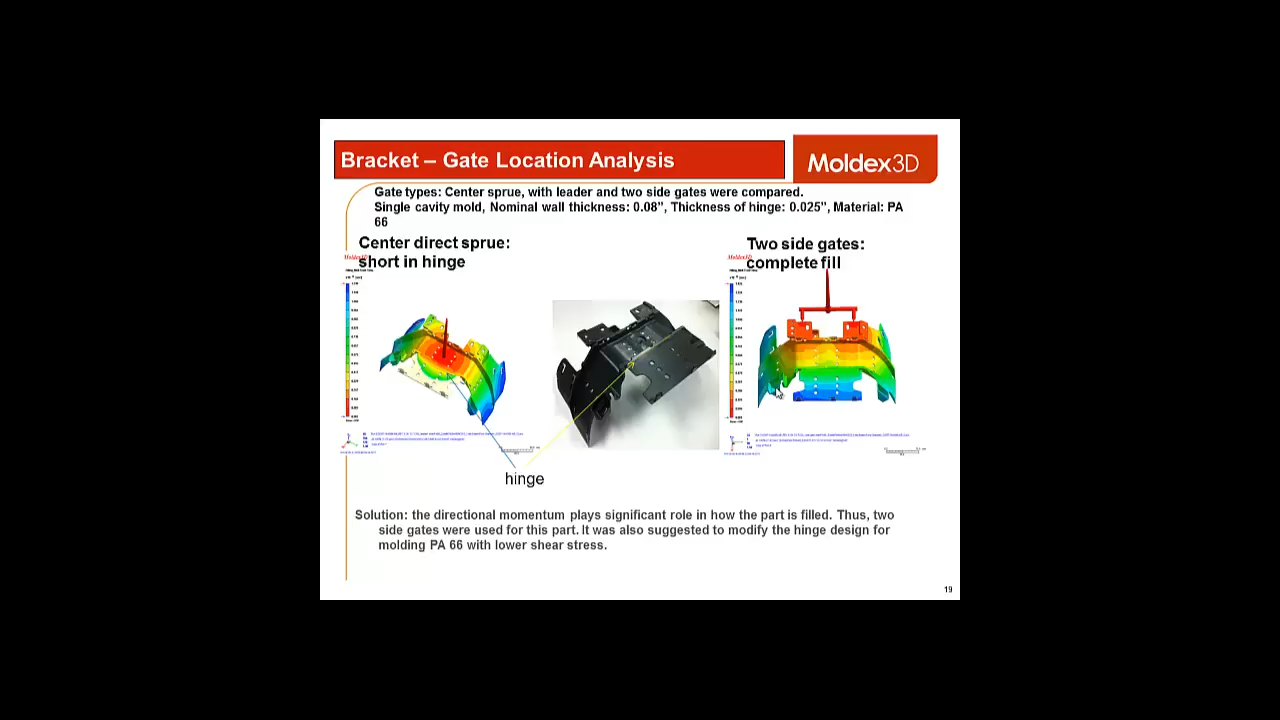 Bracket – Gate Location Analysis
Moldex3D
Gate types: Center sprue, with leader and two side gates were compared.
Single cavity mold, Nominal wall thickness: 0.08”, Thickness of hinge: 0.025”, Material: PA
66
Center direct sprue:
short in hinge
Two side gates:
complete fill
Moldex3D
Moldex3D
hinge
Solution: the directional momentum plays significant role in how the part is filled. Thus, two
side gates were used for this part. It was also suggested to modify the hinge design for
molding PA 66 with lower shear stress.
19